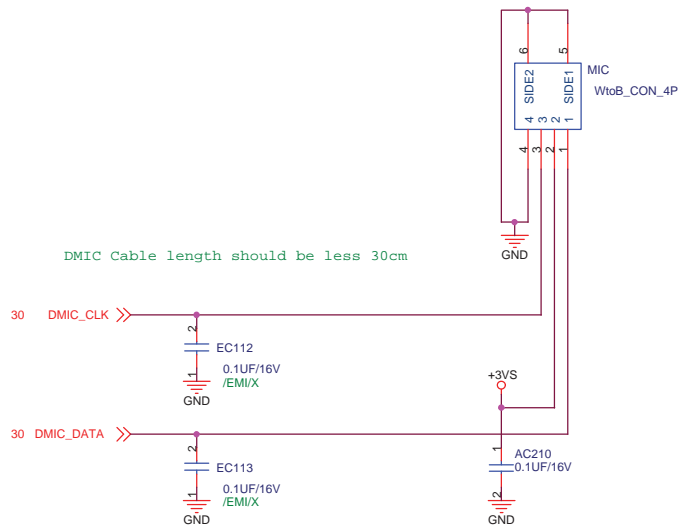 6
5
SIDE2
SIDE1
MIC
WtoB_CON_4P
4
3
2
1
4
3
2
1
GND
DMIC Cable length should be less 30cm
30 DMIC_CLK
2
EC112
1
0.1UF/16V
/EMI/X
GND
+3VS
30 DMIC_DATA
2
EC113
1
0.1UF/16V
/EMI/X
GND
1
AC210
0.1UF/16V
2
GND